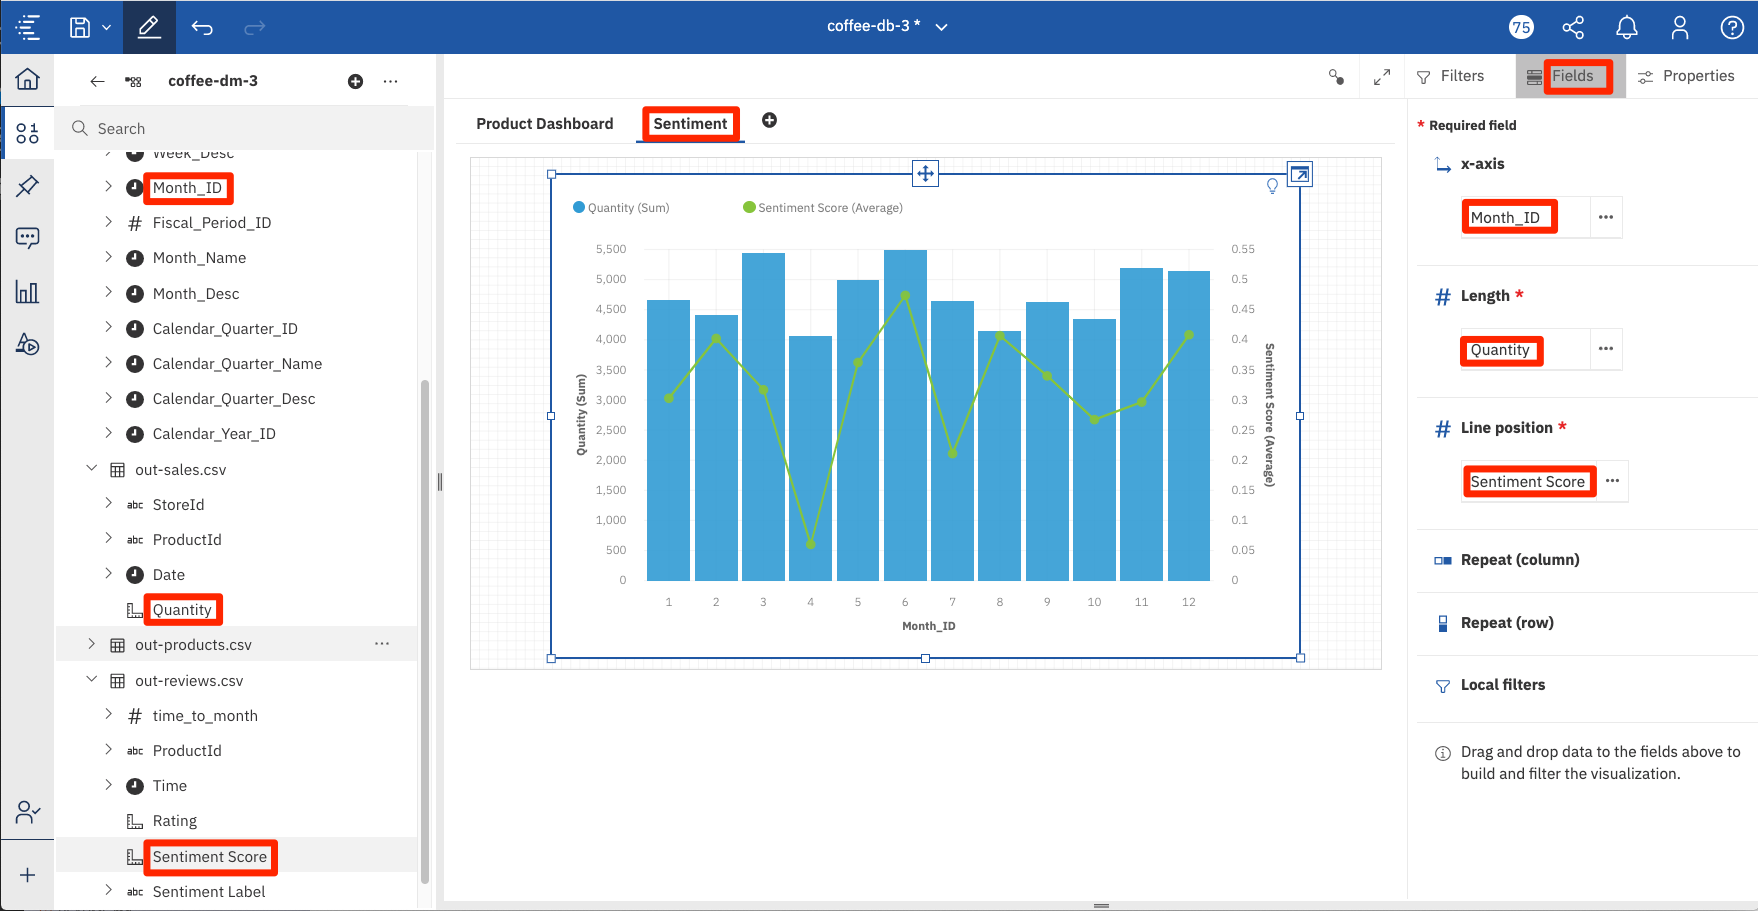 coffee-db-3 *
75
coffee-dm-3
Search
Week_Desc
Month_ID
Fiscal_Period_ID
Month_Name
Month_Desc
Calendar_Quarter_ID
Calendar_Quarter_Name
Calendar_Quarter_Desc
Calendar_Year_ID
out-sales.csv
abc StoreId
abc ProductId
Date
Quantity
out-products.csv
out-reviews.csv
# time_to_month
abc ProductId
Time
Rating
Sentiment Score
abc Sentiment Label
Product Dashboard
Sentiment
Quantity (Sum)
Sentiment Score (Average)
5,500
5,000
4,500
4,000
3,500
3,000
2,500
2,000
1,500
1,000
500
0
Quantity (Sum)
0.55
0.5
0.45
0.4
0.35
0.3
0.25
0.2
0.15
0.1
0.05
0
Sentiment Score (Average)
1 2 3 4 5 6 7 8 9 10 11 12
Month_ID
Filters
Fields
Properties
* Required field
x-axis
Month_ID
# Length *
Quantity
# Line position *
Sentiment Score
Repeat (column)
Repeat (row)
Local filters
Drag and drop data to the fields above to
build and filter the visualization.